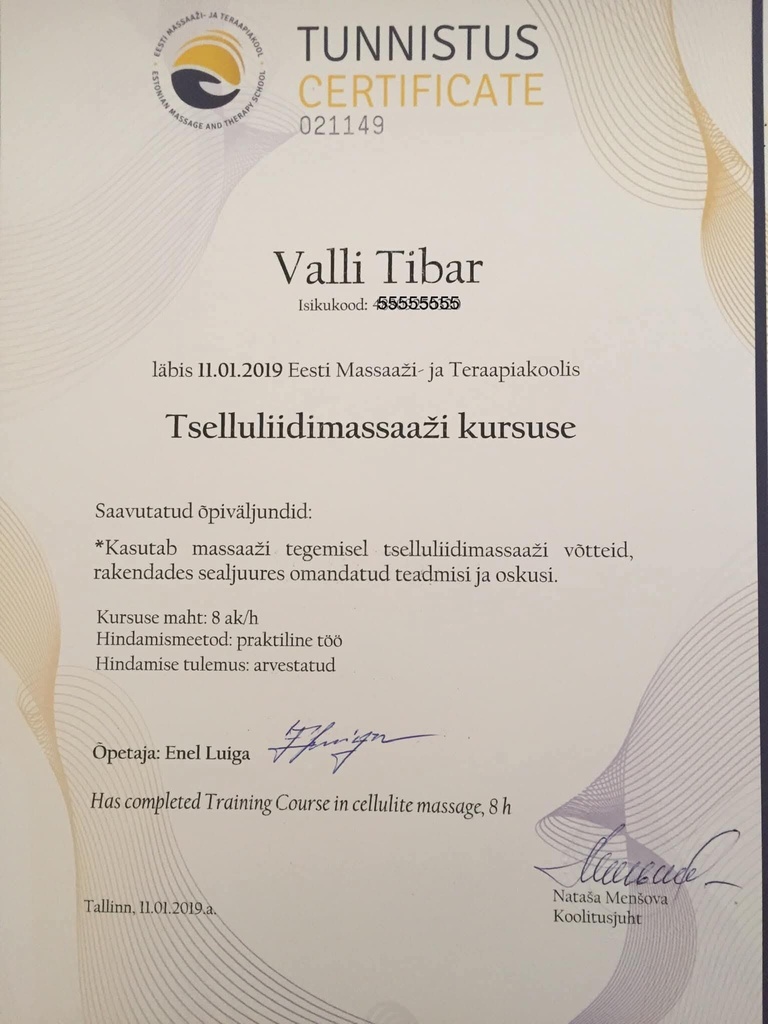 EESTI MASSAAŽI- JA TERAAPIAKOOL
ESTONIAN MASSAGE AND THERAPY SCHOOL
TUNNISTUS
CERTIFICATE
021149
Valli Tibar
Isikukood: 55555555
läbis 11.01.2019 Eesti Massaaži- ja Teraapiakoolis
Tselluliidimassaaži kursuse
Saavutatud õpiväljundid:
*Kasutab massaaži tegemisel tselluliidimassaaži võtteid,
rakendades sealjuures omandatud teadmisi ja oskusi.
Kursuse maht: 8 ak/h
Hindamismeetod: praktiline töö
Hindamise tulemus: arvestatud
Õpetaja: Enel Luiga
Has completed Training Course in cellulite massage, 8 h
Nataša Menšova
Koolitusjuht
Tallinn, 11.01.2019.a.